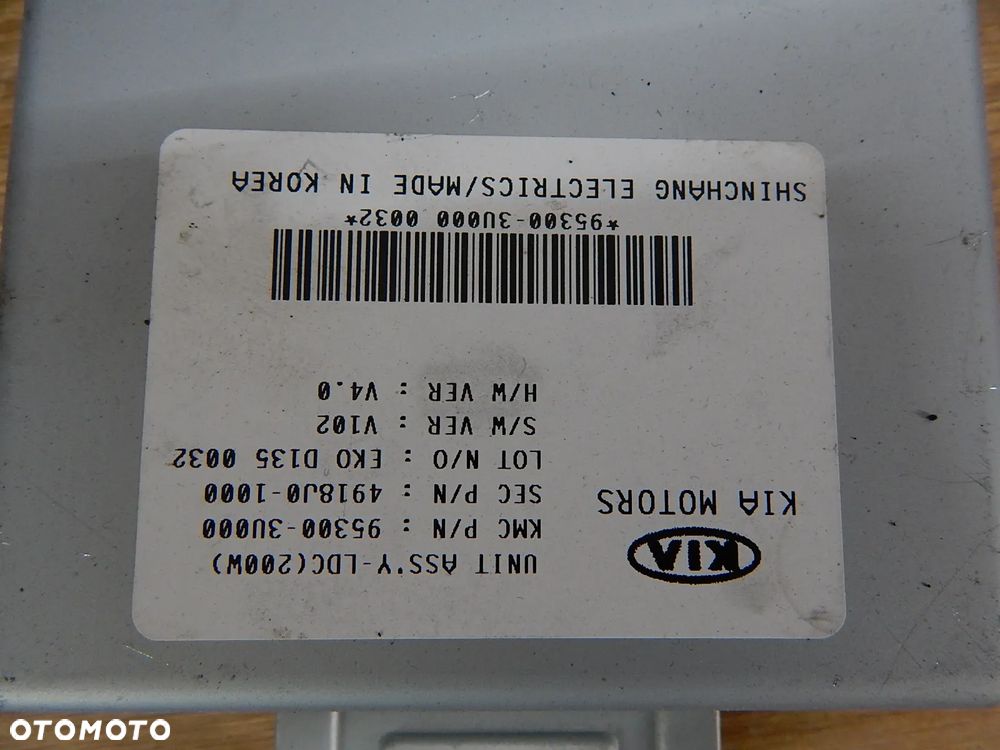 UNIT ASS'Y-LDC(200W)
KMC P/N : 95300-3U000
SEC P/N : 4918J0-1000
LOT N/O : EKO D135 0032
S/W VER : V102
H/W VER : V4.0
KIA
KIA MOTORS
*95300-3U000 0032*
SHINCHANG ELECTRICS/MADE IN KOREA
OTOMOTO